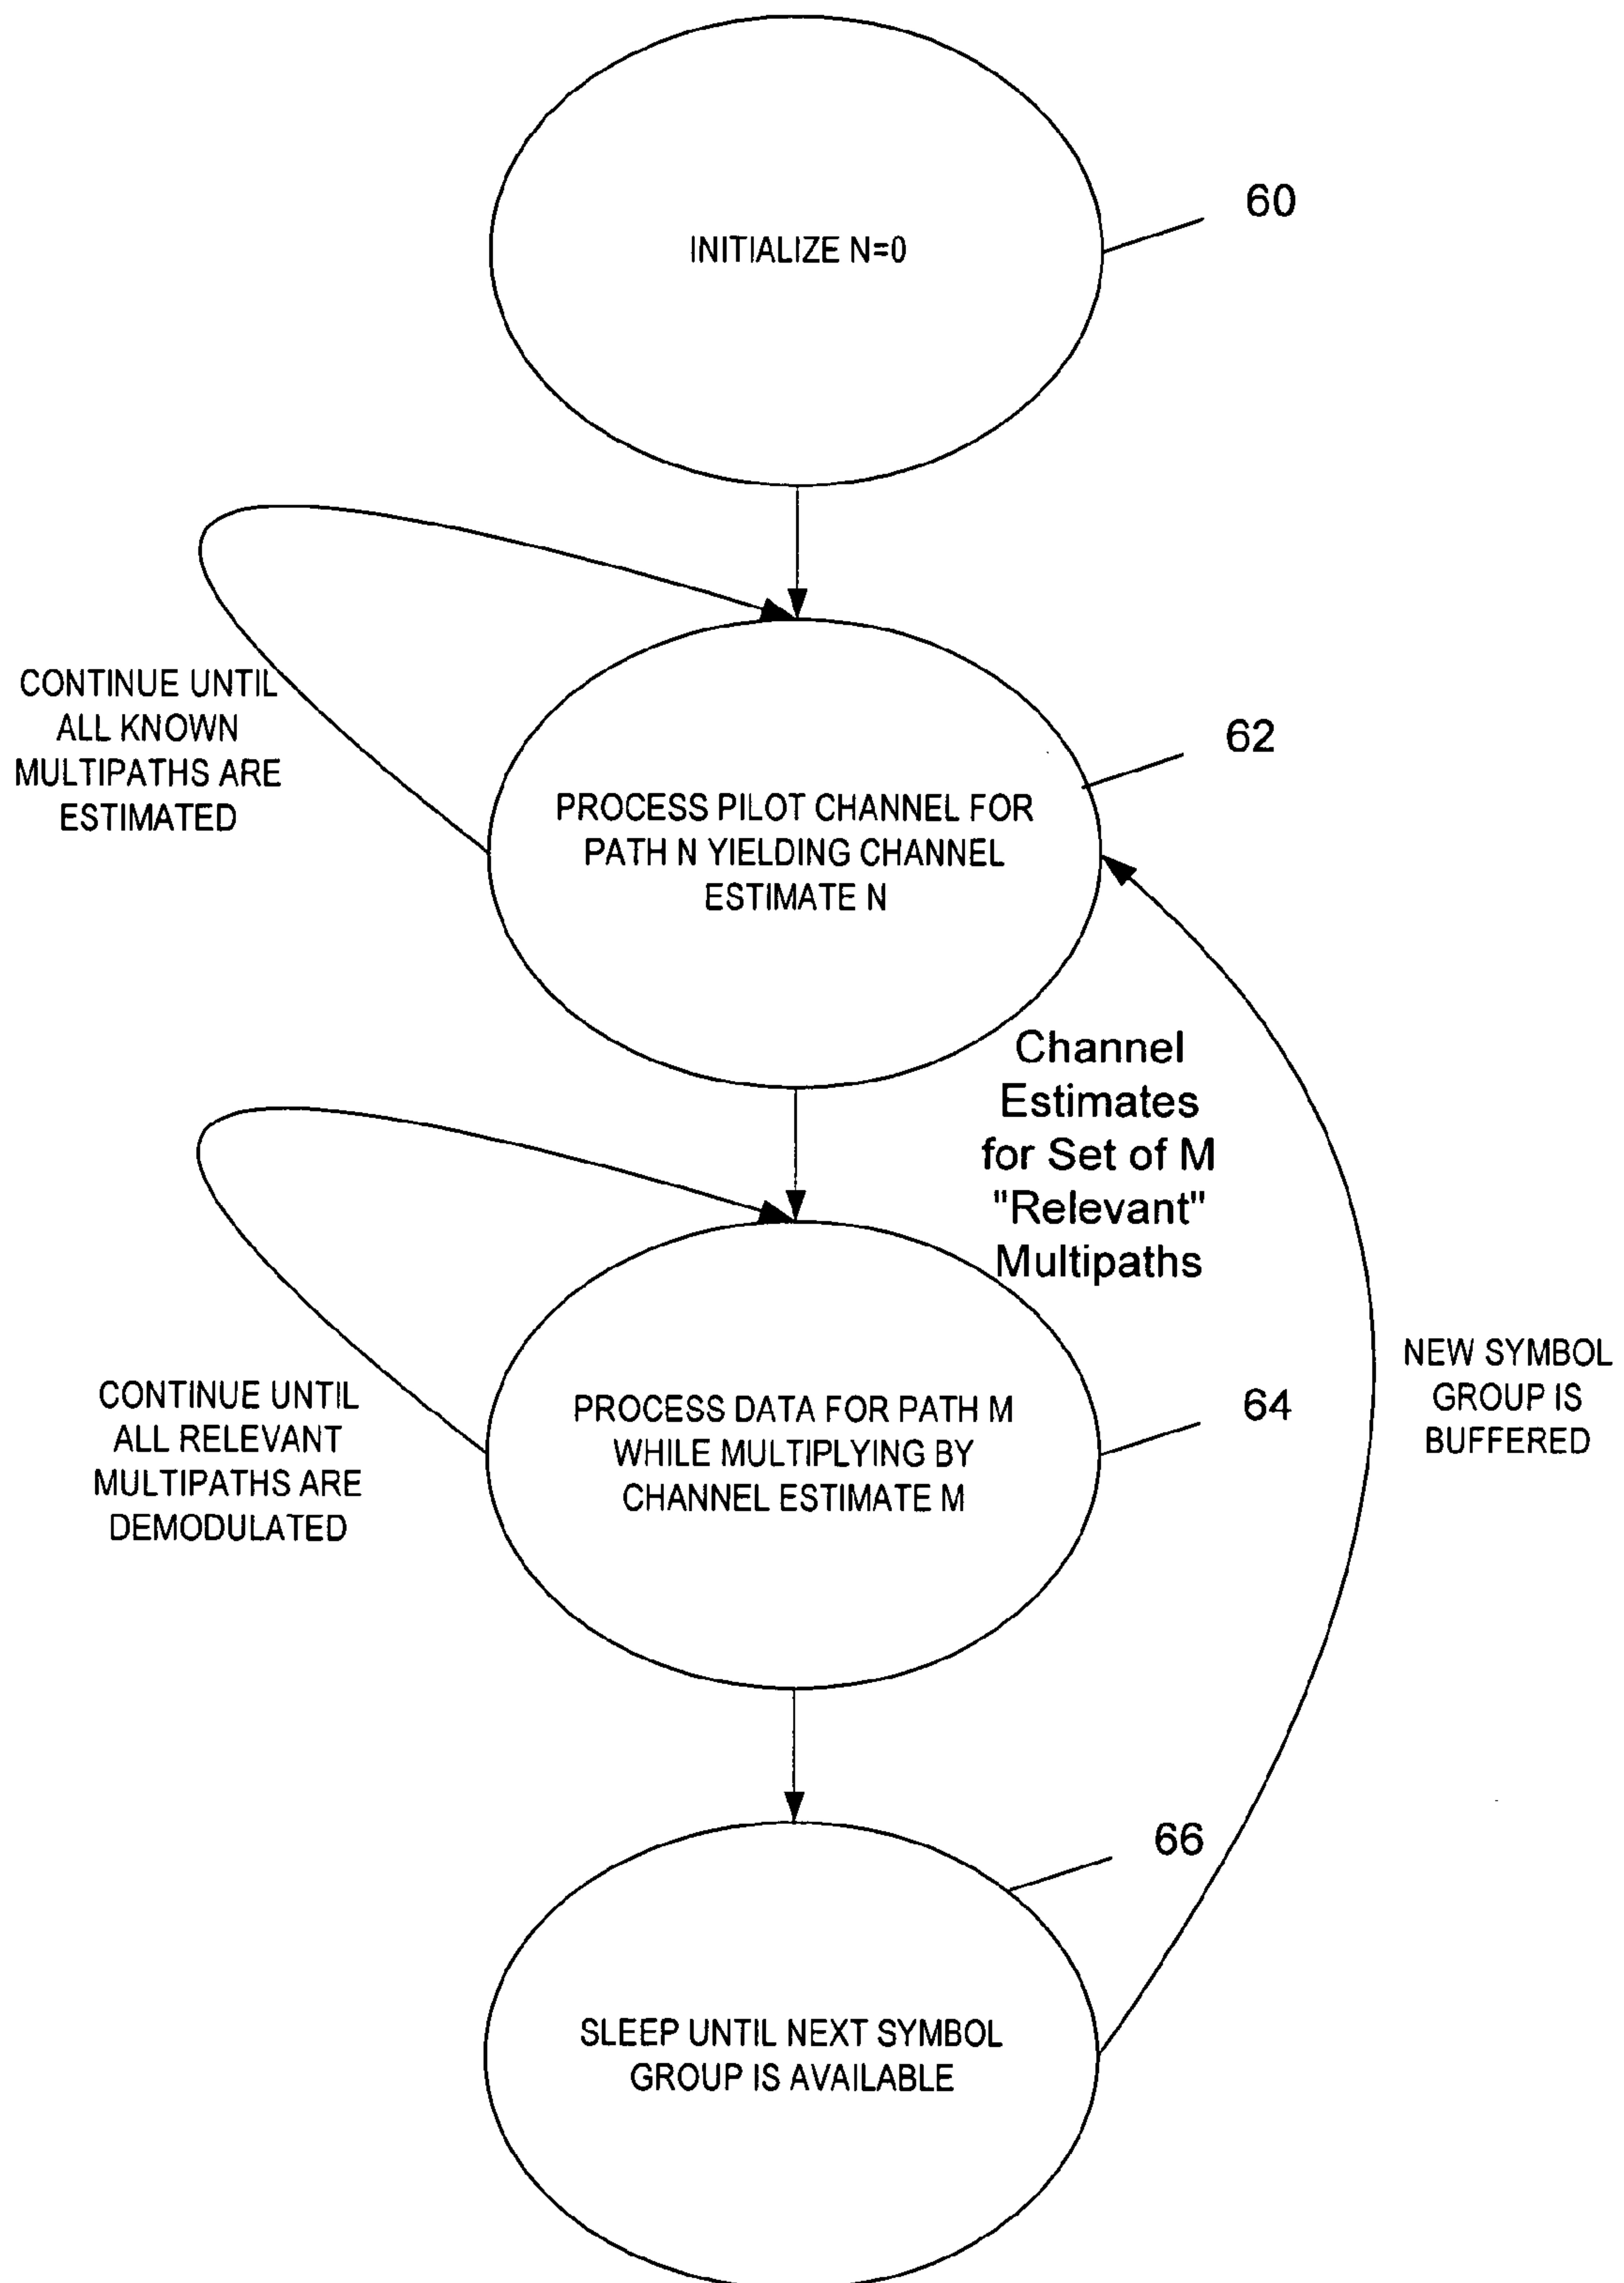 60
INITIALIZE N=0
CONTINUE UNTIL
ALL KNOWN
MULTIPATHS ARE
ESTIMATED
62
PROCESS PILOT CHANNEL FOR
PATH N YIELDING CHANNEL
ESTIMATE N
Channel
Estimates
for Set of M
"Relevant"
Multipaths
NEW SYMBOL
GROUP IS
BUFFERED
CONTINUE UNTIL
ALL RELEVANT
MULTIPATHS ARE
DEMODULATED
64
PROCESS DATA FOR PATH M
WHILE MULTIPLYING BY
CHANNEL ESTIMATE M
66
SLEEP UNTIL NEXT SYMBOL
GROUP IS AVAILABLE